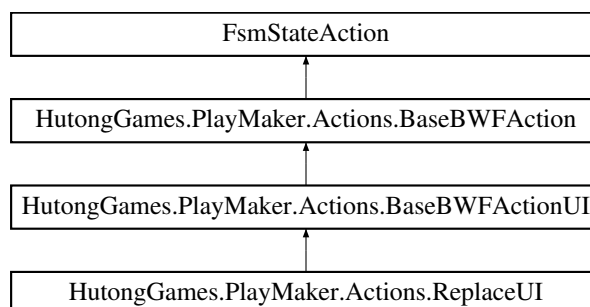 FsmStateAction
HutongGames.PlayMaker.Actions.BaseBWFAction
HutongGames.PlayMaker.Actions.BaseBWFActionUI
HutongGames.PlayMaker.Actions.ReplaceUI